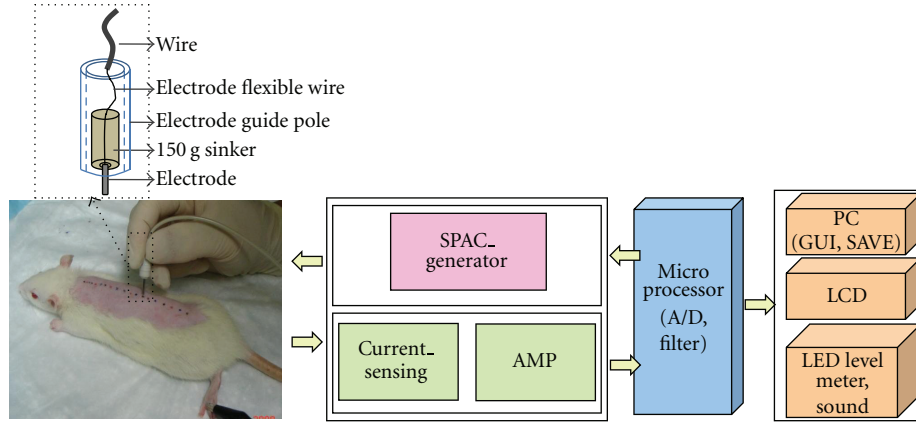 Wire
Electrode flexible wire
Electrode guide pole
150 g sinker
Electrode
SPAC_
generator
Current_
sensing
AMP
Micro
processor
(A/D,
filter)
PC
(GUI, SAVE)
LCD
LED level
meter,
sound